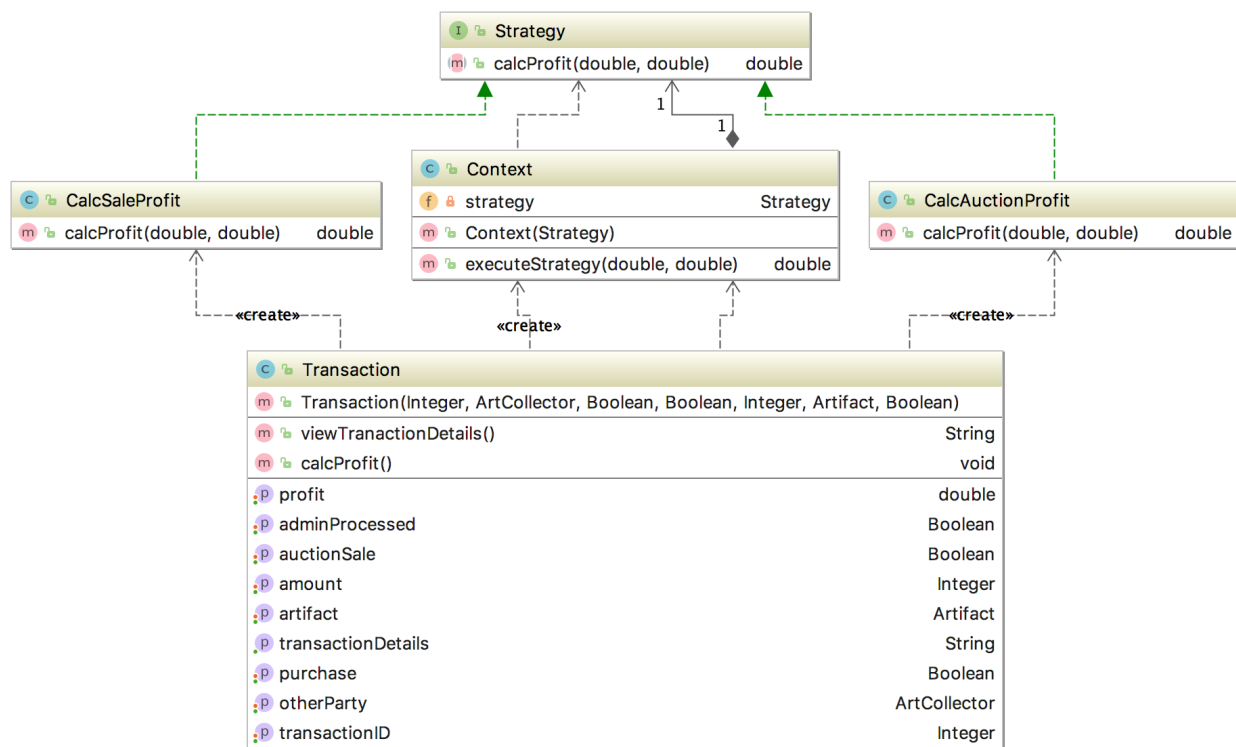 I Strategy
m calcProfit(double, double) double
1
1
C Context
f strategy Strategy
m Context(Strategy)
m executeStrategy(double, double) double
C CalcSaleProfit
m calcProfit(double, double) double
C CalcAuctionProfit
m calcProfit(double, double) double
«create»
«create»
«create»
C Transaction
m Transaction(Integer, ArtCollector, Boolean, Boolean, Integer, Artifact, Boolean)
m viewTranactionDetails() String
m calcProfit() void
p profit double
p adminProcessed Boolean
p auctionSale Boolean
p amount Integer
p artifact Artifact
p transactionDetails String
p purchase Boolean
p otherParty ArtCollector
p transactionID Integer